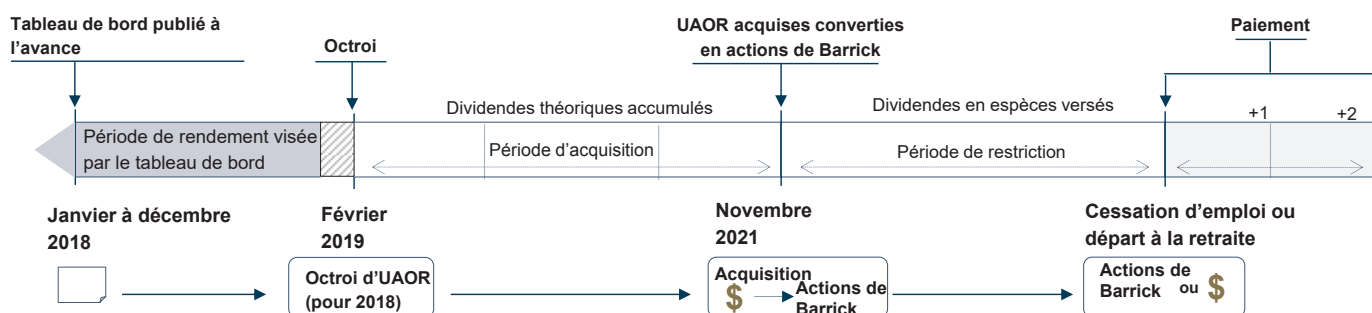 Tableau de bord publié à
l'avance
Octroi
UAOR acquises converties
en actions de Barrick
Paiement
Dividendes théoriques accumulés
Dividendes en espèces versés
+1
+2
Période de rendement visée
par le tableau de bord
Période d'acquisition
Période de restriction
Janvier à décembre
2018
Février
2019
Novembre
2021
Cessation d'emploi ou
départ à la retraite
Octroi d'UAOR
(pour 2018)
Acquisition
$
Actions de
Barrick
Actions de
Barrick ou $